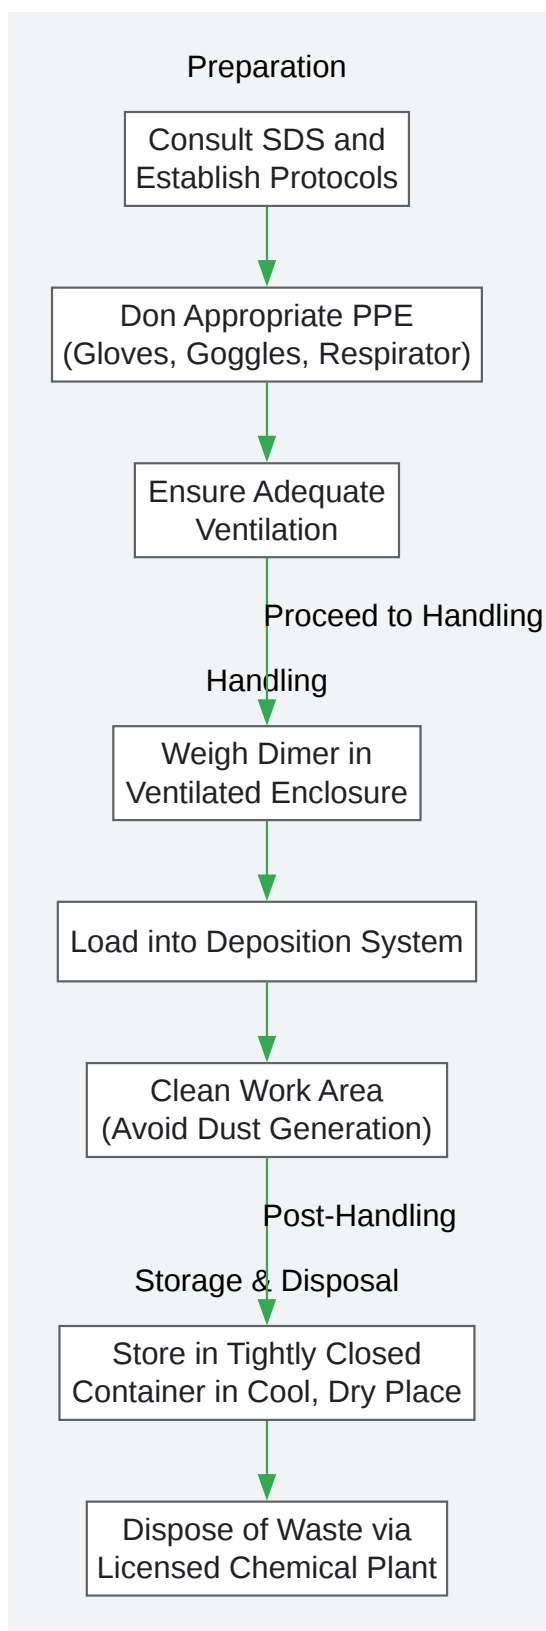 Preparation
Consult SDS and
Establish Protocols
Don Appropriate PPE
(Gloves, Goggles, Respirator)
Ensure Adequate
Ventilation
Proceed to Handling
Handling
Weigh Dimer in
Ventilated Enclosure
Load into Deposition System
Clean Work Area
(Avoid Dust Generation)
Post-Handling
Storage & Disposal
Store in Tightly Closed
Container in Cool, Dry Place
Dispose of Waste via
Licensed Chemical Plant